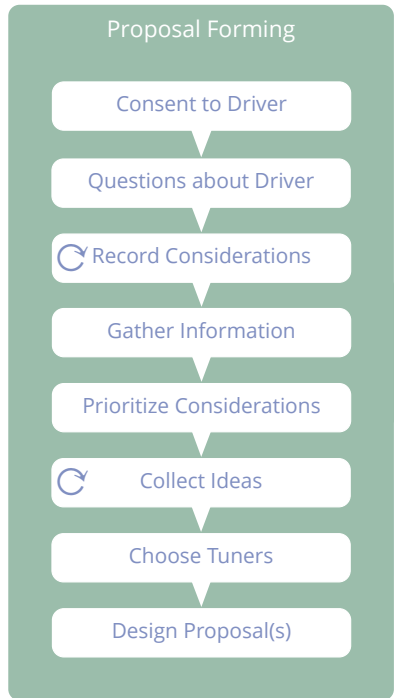 Proposal Forming
Consent to Driver
Questions about Driver
Record Considerations
Gather Information
Prioritize Considerations
Collect Ideas
Choose Tuners
Design Proposal(s)